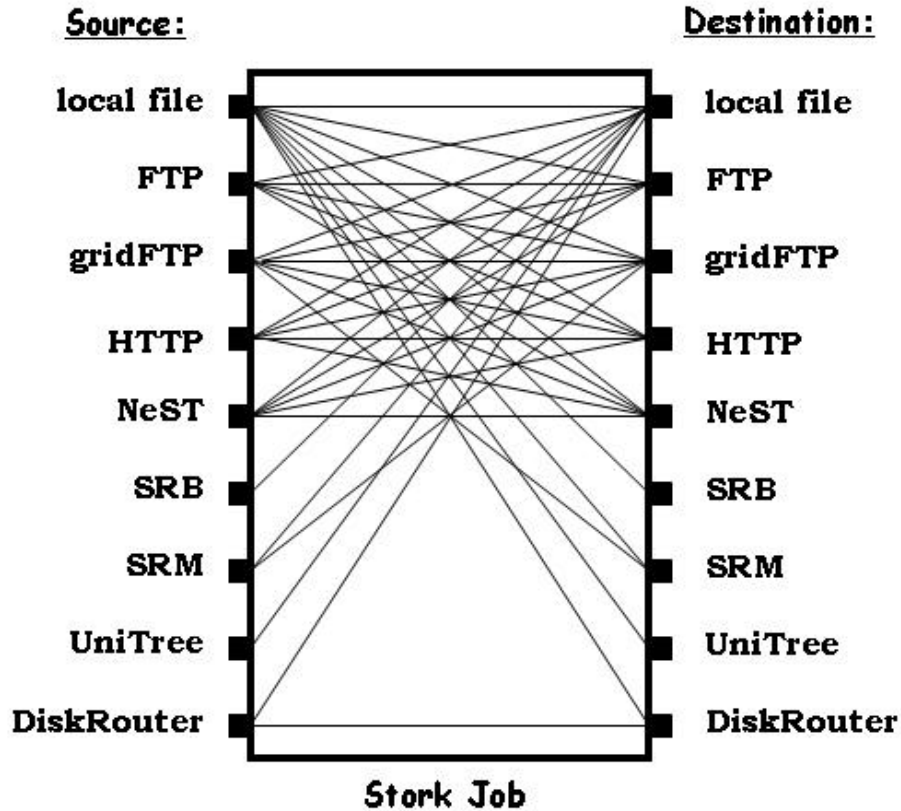 Source:
Destination:
local file
local file
FTP
FTP
gridFTP
gridFTP
HTTP
HTTP
NeST
NeST
SRB
SRB
SRM
SRM
UniTree
UniTree
DiskRouter
DiskRouter
Stork Job